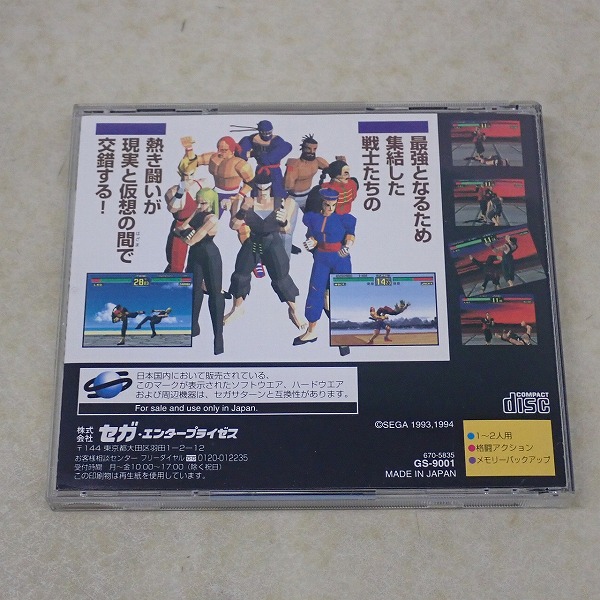 最強となるため
集結した
戦士たちの
熱き闘いが
現実と仮想の間で
交錯する!
日本国内において販売されている、
このマークが表示されたソフトウエア、ハードウエア
および周辺機器は、セガサターンと互換性があります。
For sale and use only in Japan.
COMPACT
disc
©SEGA 1993,1994
株式
会社
セガ・エンタープライゼス
〒144 東京都大田区羽田1-2-12
お客様相談センター フリーダイヤル 0120-012235
受付時間 月〜金10:00〜17:00(除く祝日)
この印刷物は再生紙を使用しています。
670-5835
GS-9001
MADE IN JAPAN
●1〜2人用
●格闘アクション
●メモリーバックアップ